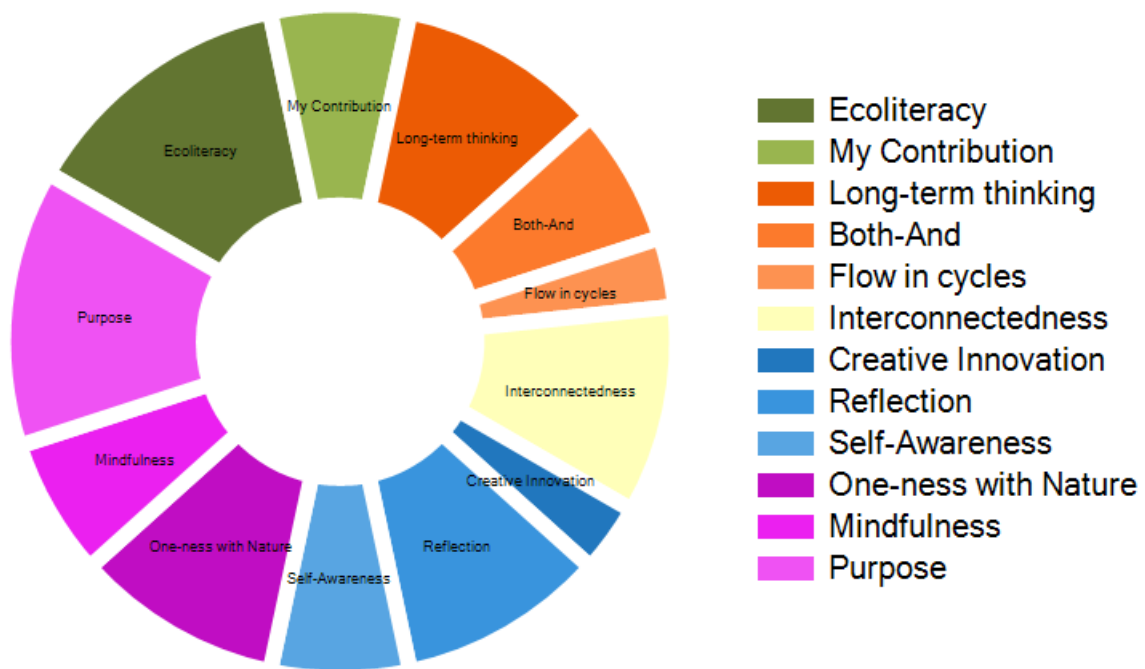 My Contribution
Long-term thinking
Ecoliteracy
Both-And
Flow in cycles
Purpose
Interconnectedness
Mindfulness
Creative Innovation
One-ness with Nature
Reflection
Self-Awareness
Ecoliteracy
My Contribution
Long-term thinking
Both-And
Flow in cycles
Interconnectedness
Creative Innovation
Reflection
Self-Awareness
One-ness with Nature
Mindfulness
Purpose